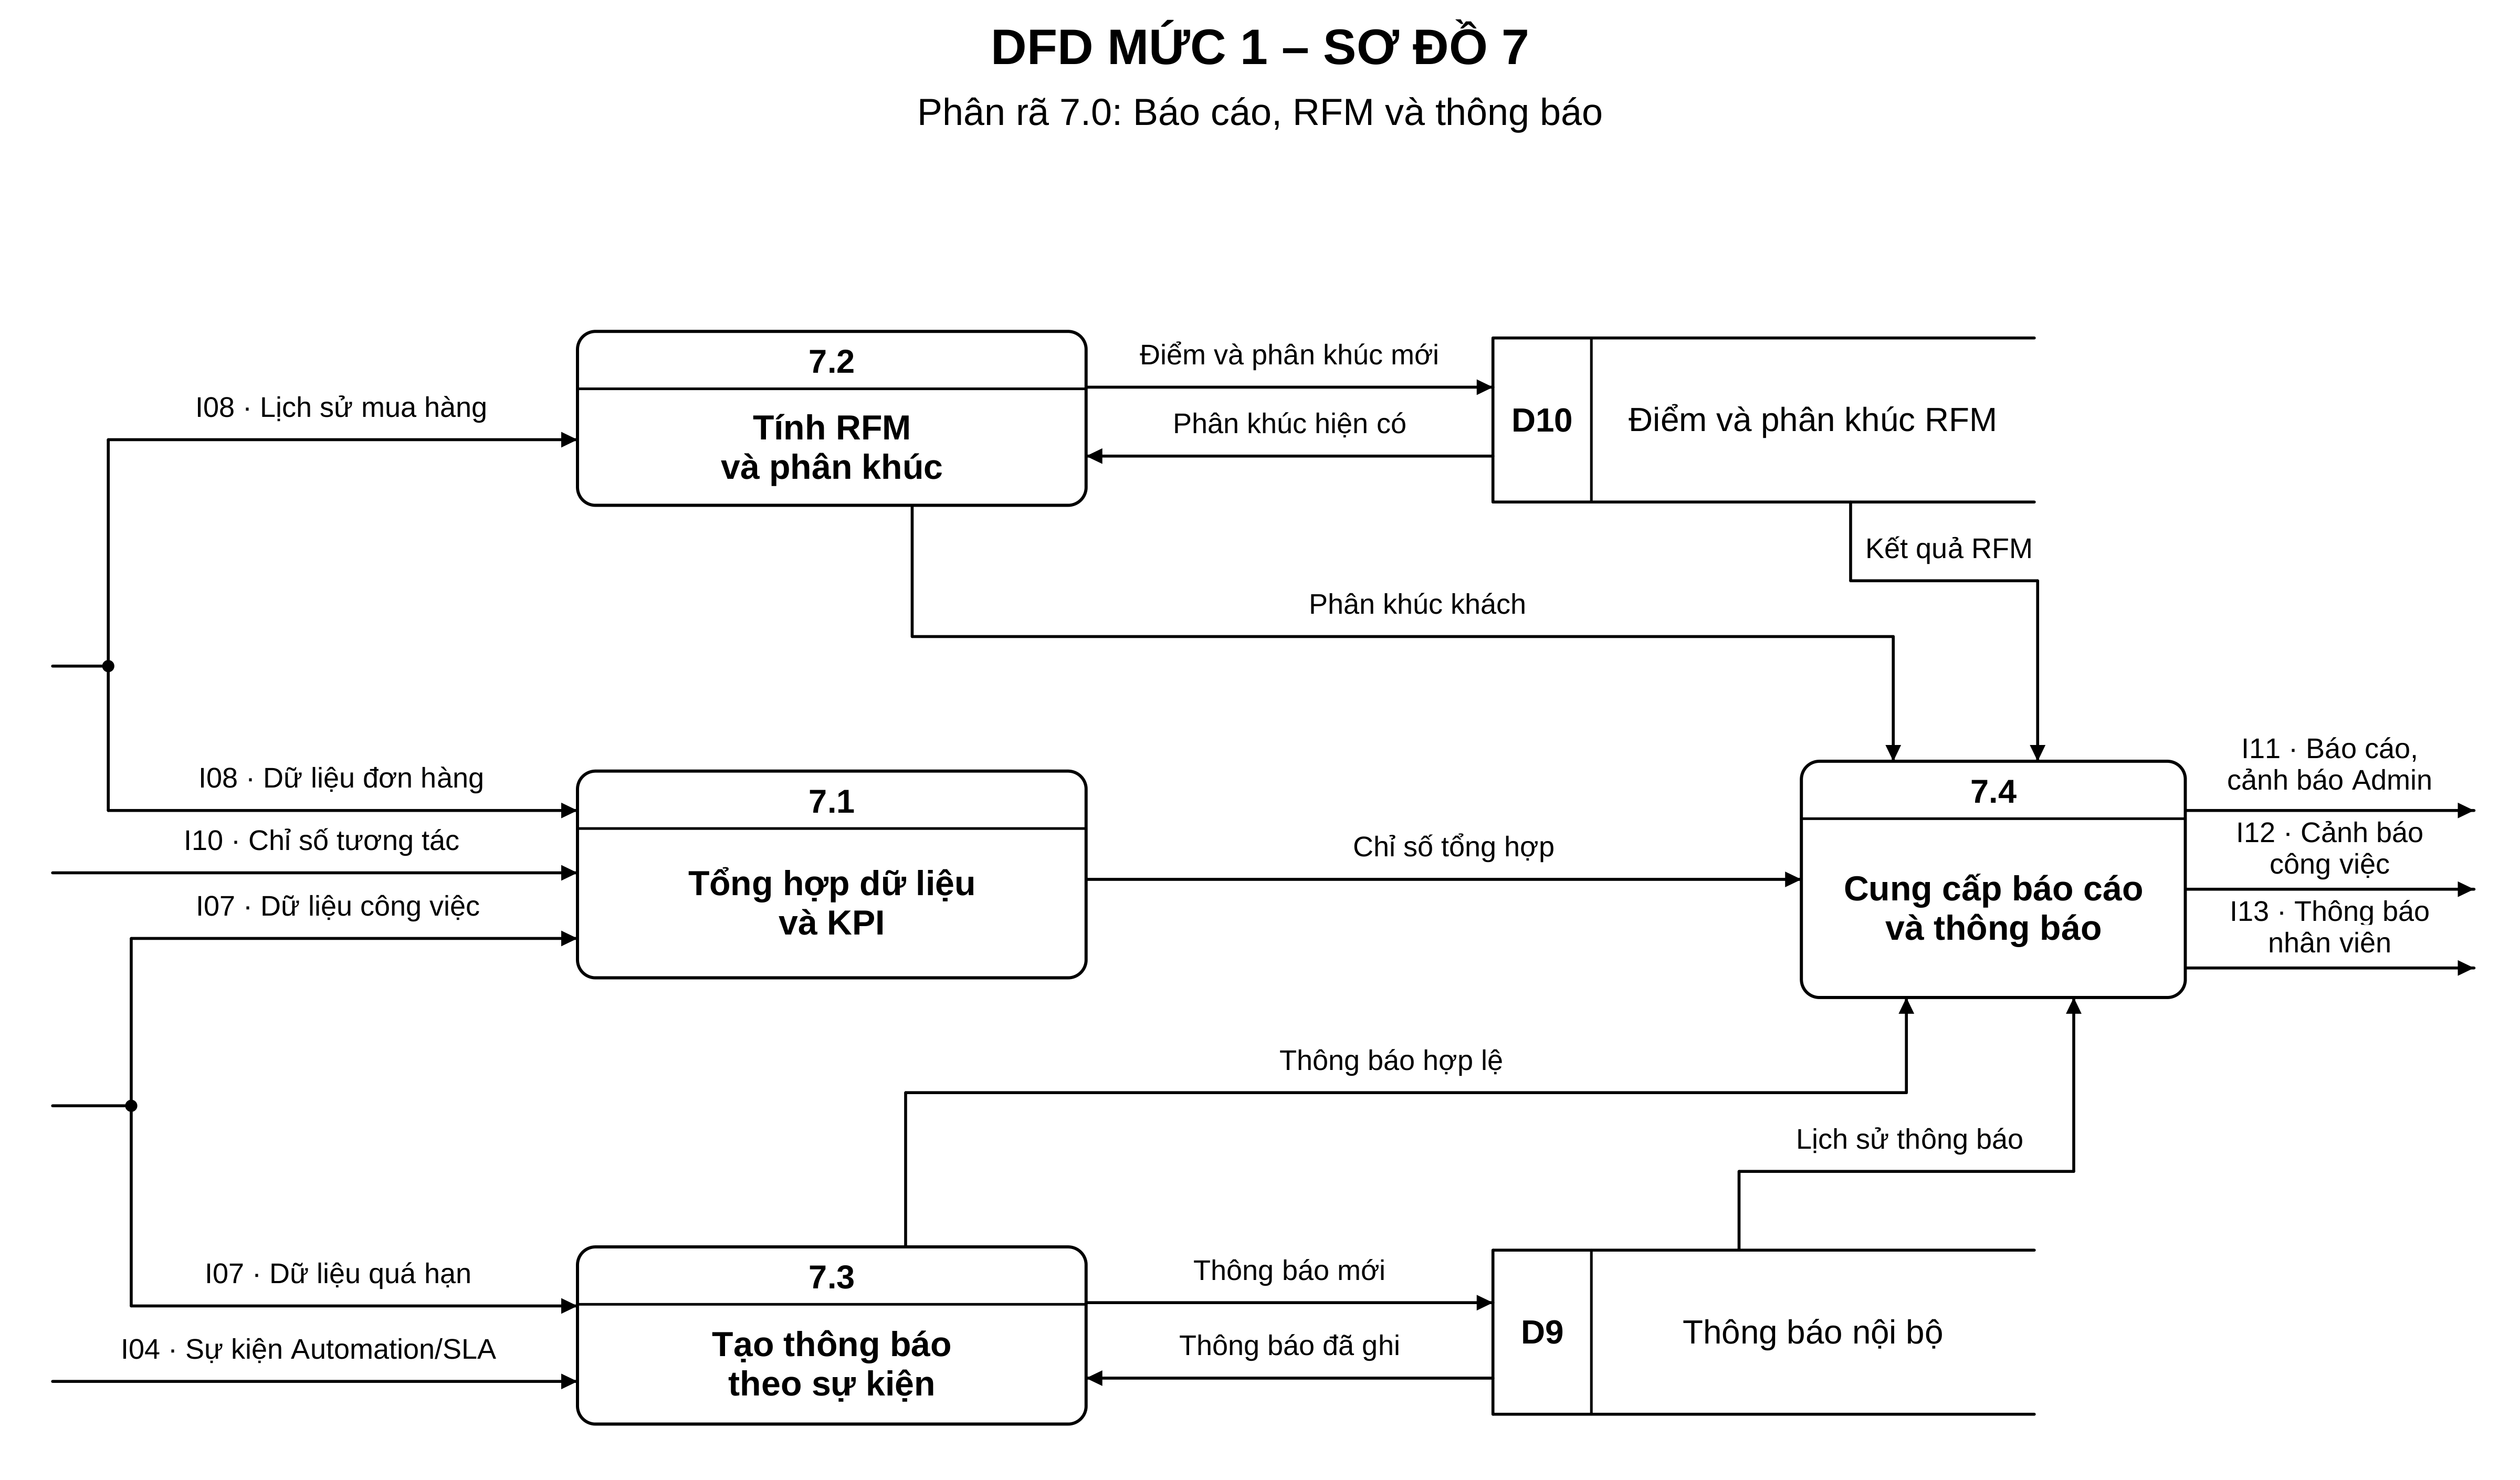 DFD MỨC 1 – SƠ ĐỒ 7
Phân rã 7.0: Báo cáo, RFM và thông báo
7.2
Tính RFM
và phân khúc
I08 · Lịch sử mua hàng
Điểm và phân khúc mới
Phân khúc hiện có
D10
Điểm và phân khúc RFM
Kết quả RFM
Phân khúc khách
I08 · Dữ liệu đơn hàng
I10 · Chỉ số tương tác
I07 · Dữ liệu công việc
7.1
Tổng hợp dữ liệu
và KPI
Chỉ số tổng hợp
7.4
Cung cấp báo cáo
và thông báo
I11 · Báo cáo,
cảnh báo Admin
I12 · Cảnh báo
công việc
I13 · Thông báo
nhân viên
Thông báo hợp lệ
Lịch sử thông báo
I07 · Dữ liệu quá hạn
I04 · Sự kiện Automation/SLA
7.3
Tạo thông báo
theo sự kiện
Thông báo mới
Thông báo đã ghi
D9
Thông báo nội bộ